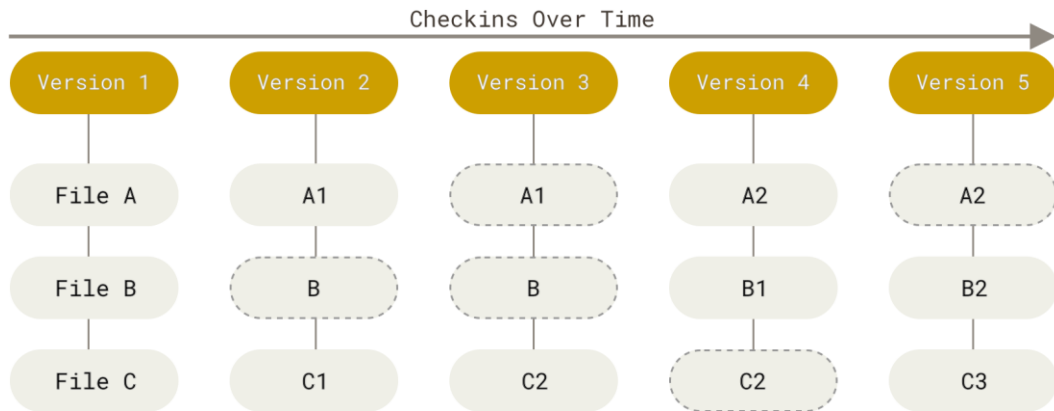 Checkins Over Time
Version 1 Version 2 Version 3 Version 4 Version 5
File A A1 A1 A2 A2
File B B B B1 B2
File C C1 C2 C2 C3